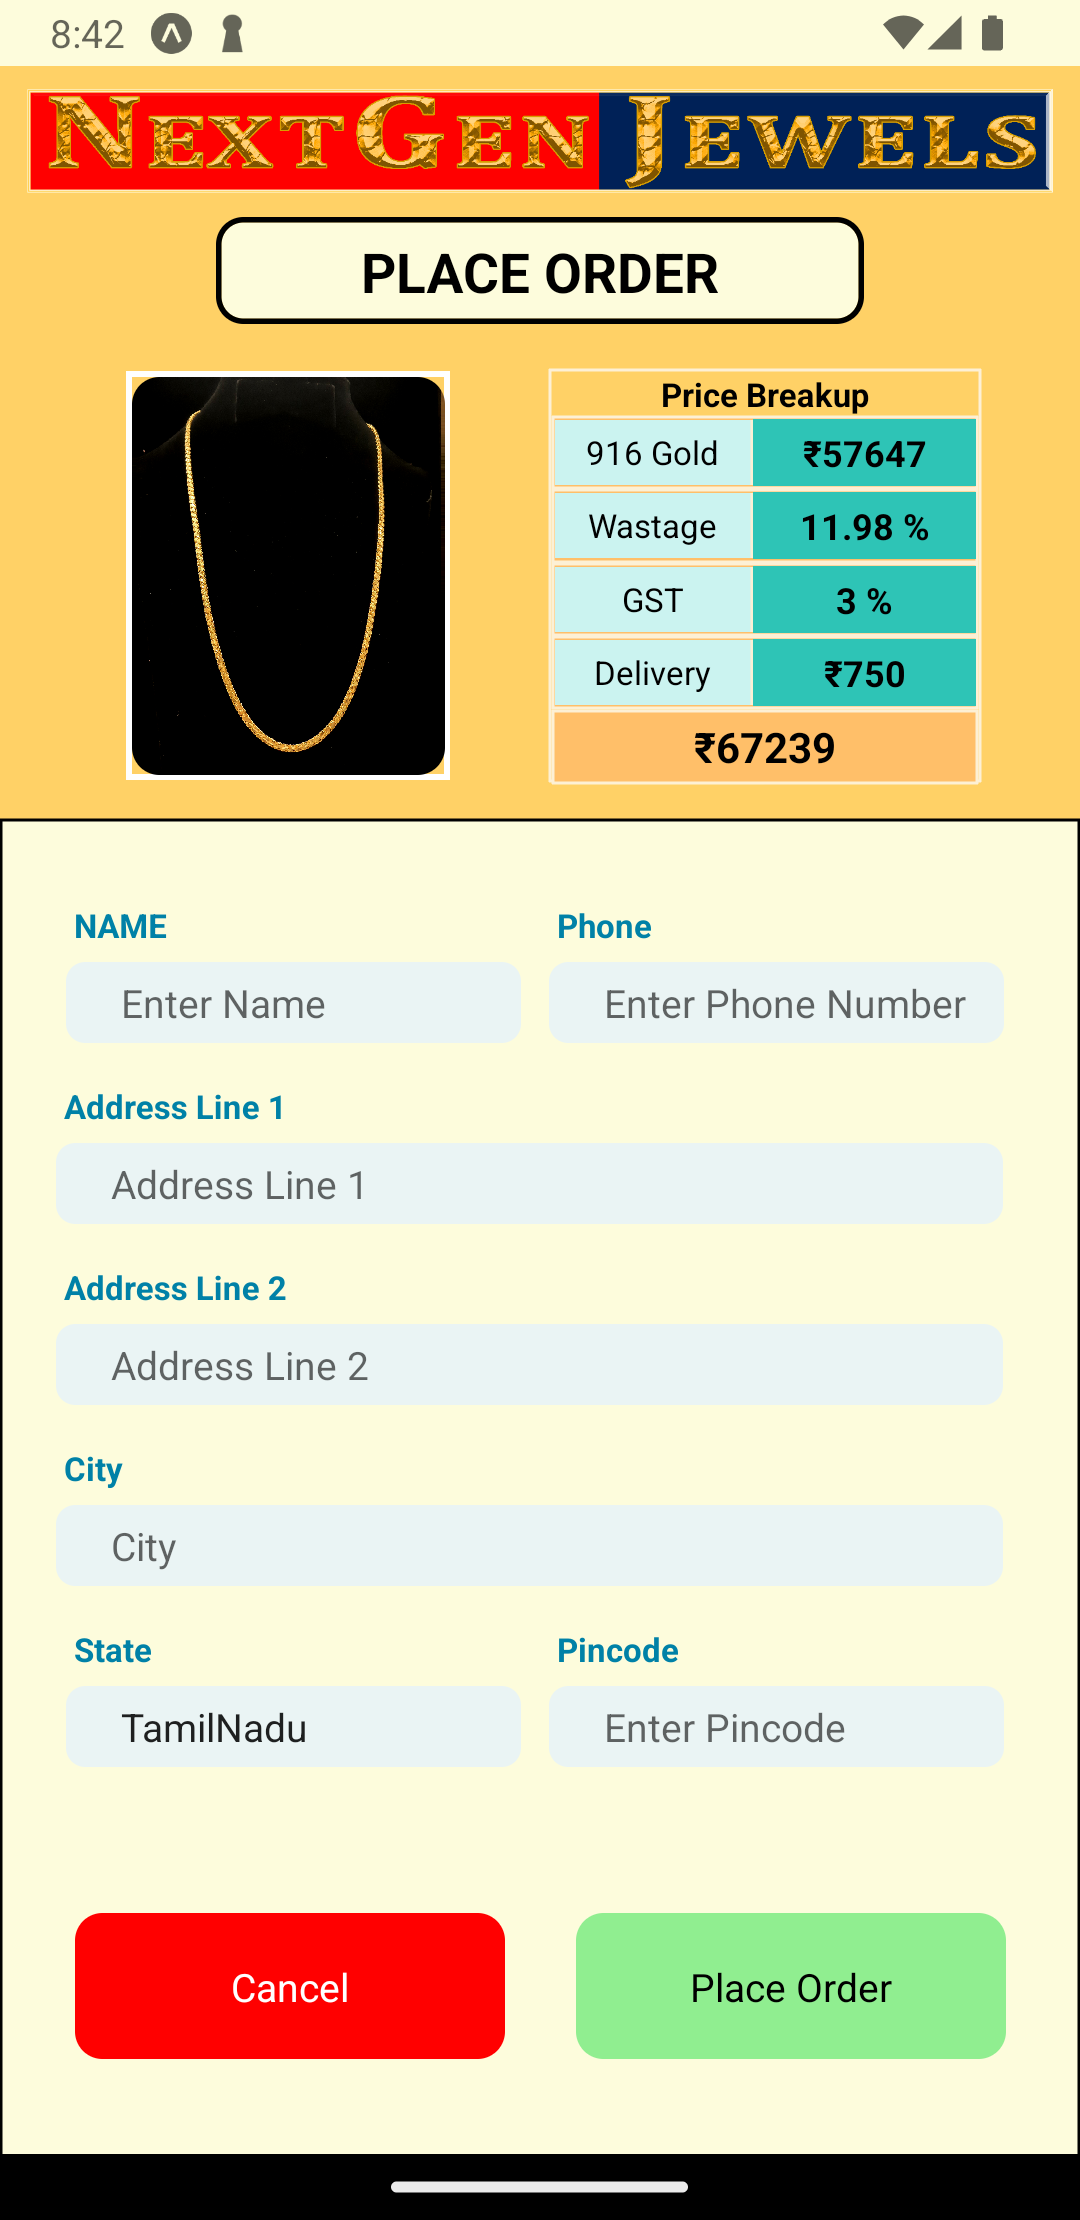 8:42
NextGen Jewels
PLACE ORDER
Price Breakup
916 Gold ₹57647
Wastage 11.98 %
GST 3 %
Delivery ₹750
₹67239
NAME Phone
Enter Name Enter Phone Number
Address Line 1
Address Line 1
Address Line 2
Address Line 2
City
City
State Pincode
TamilNadu Enter Pincode
Cancel Place Order